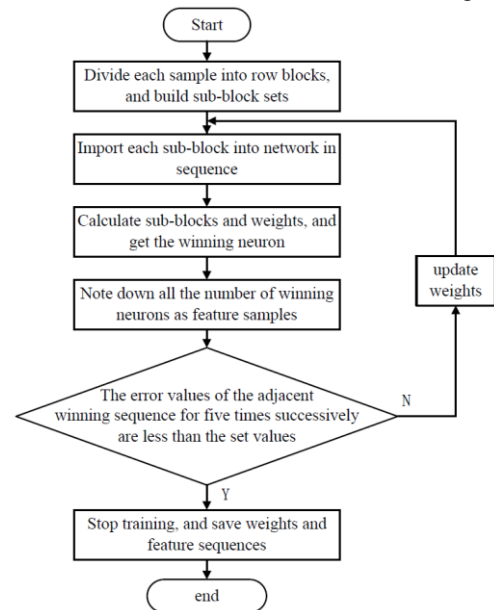 Start
Divide each sample into row blocks,
and build sub-block sets
Import each sub-block into network in
sequence
Calculate sub-blocks and weights, and
get the winning neuron
update
weights
Note down all the number of winning
neurons as feature samples
The error values of the adjacent
winning sequence for five times successively
are less than the set values
N
Y
Stop training, and save weights and
feature sequences
end